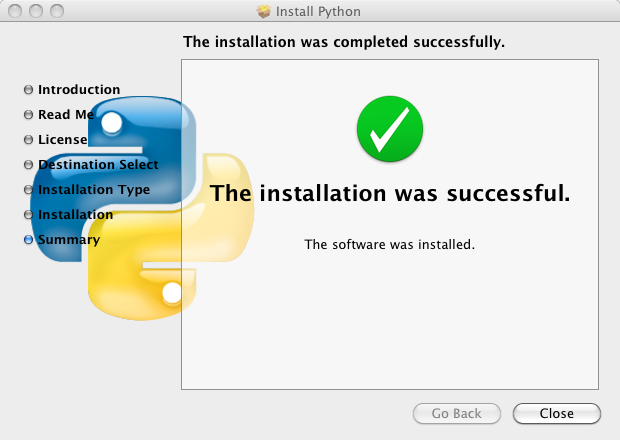 Install Python
The installation was completed successfully.
Introduction
Read Me
License
Destination Select
Installation Type
Installation
Summary
The installation was successful.
The software was installed.
Go Back
Close